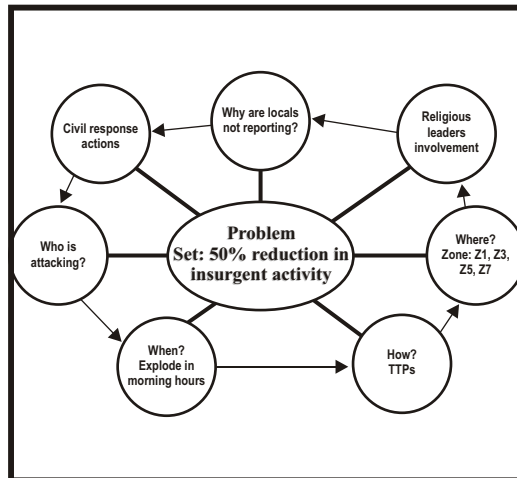 Why are locals
not reporting?
Civil response
actions
Religious
leaders
involvement
Problem
Set: 50% reduction in
insurgent activity
Who is
attacking?
Where?
Zone: Z1, Z3,
Z5, Z7
When?
Explode in
morning hours
How?
TTPs